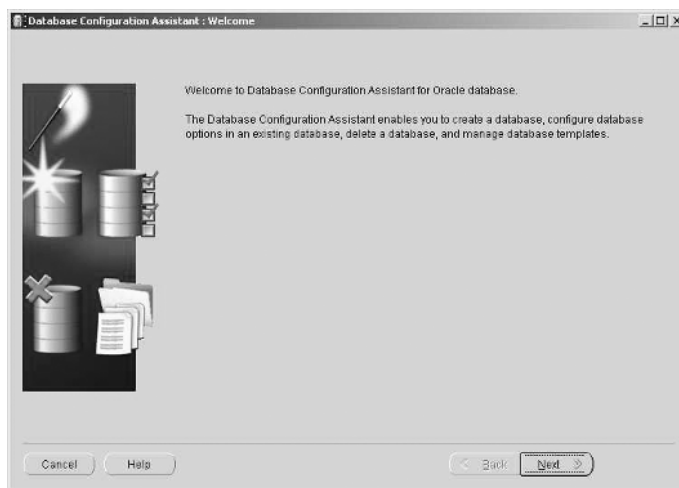 Database Configuration Assistant : Welcome
Welcome to Database Configuration Assistant for Oracle database.
The Database Configuration Assistant enables you to create a database, configure database
options in an existing database, delete a database, and manage database templates.
Cancel
Help
Back
Next